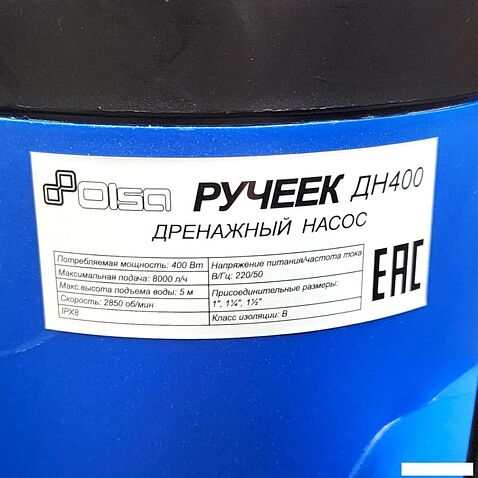 Olsa РУЧЕЕК ДН400
ДРЕНАЖНЫЙ НАСОС
Потребляемая мощность: 400 Вт
Максимальная подача: 8000 л/ч
Макс.высота подъема воды: 5 м
Скорость: 2850 об/мин
IPX8
Напряжение питания/частота тока
В/Гц: 220/50
Присоединительные размеры:
1", 1¼", 1½"
Класс изоляции: В
EAC